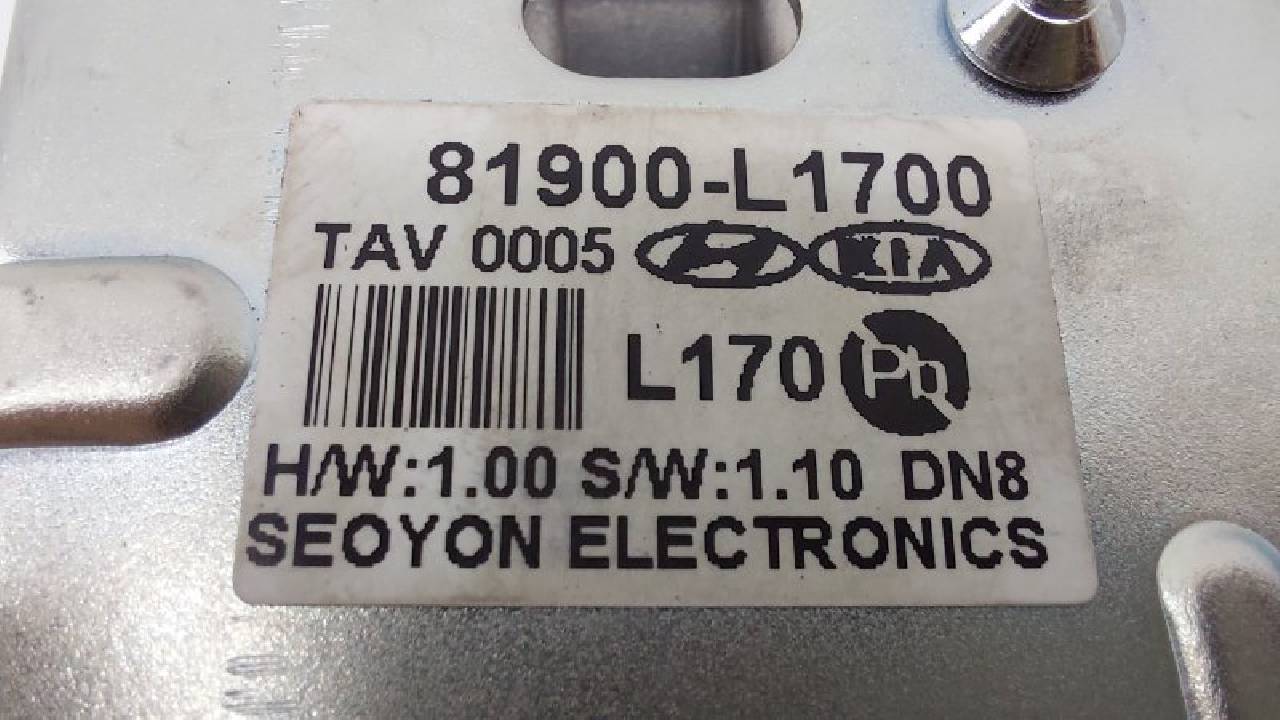 81900-L1700
TAV 0005 KIA
L170 Pb
H/W:1.00 S/W:1.10 DN8
SEOYON ELECTRONICS